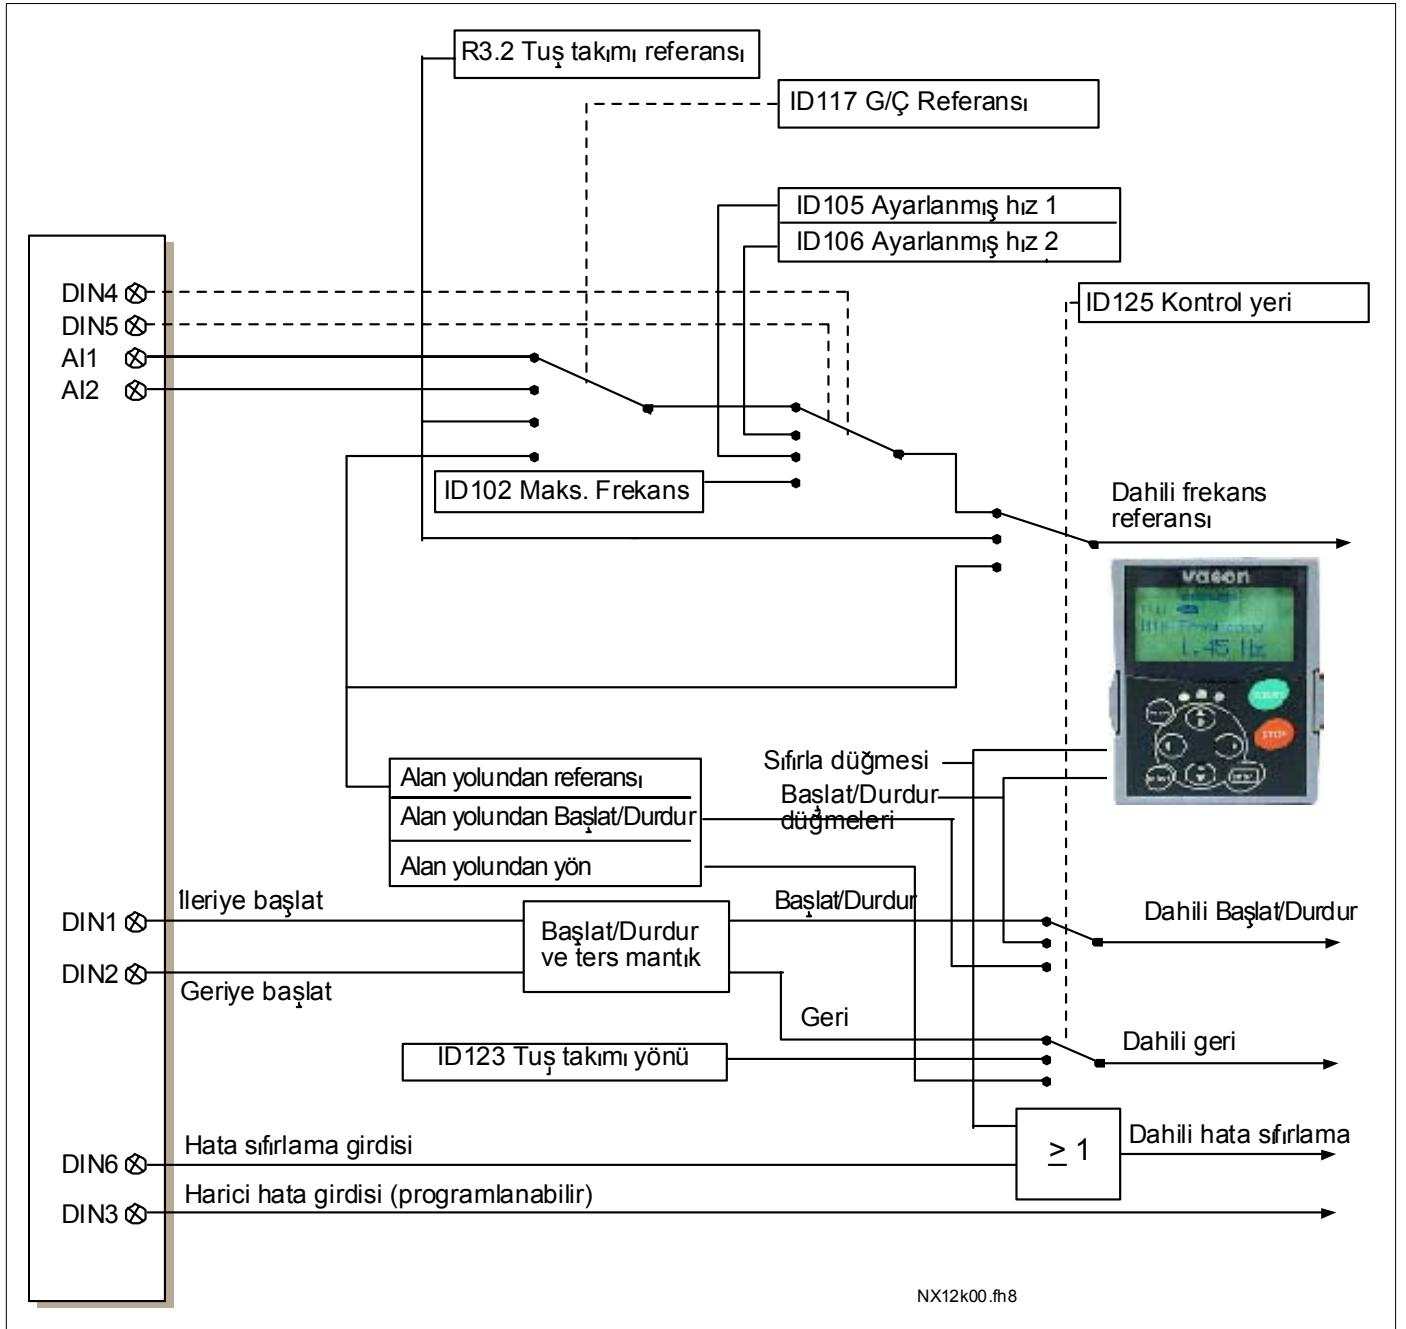 R3.2 Tuş takımı referansı
ID117 G/Ç Referansı
ID105 Ayarlanmış hız 1
ID106 Ayarlanmış hız 2
DIN4
DIN5
AI1
AI2
ID125 Kontrol yeri
ID102 Maks. Frekans
Dahili frekans
referansı
vacon
1.45 Hz
STOP
Sıfırla düğmesi
Başlat/Durdur
düğmeleri
Alan yolundan referansı
Alan yolundan Başlat/Durdur
Alan yolundan yön
DIN1
İleriye başlat
Başlat/Durdur
ve ters mantık
Başlat/Durdur
Dahili Başlat/Durdur
DIN2
Geriye başlat
Geri
ID123 Tuş takımı yönü
Dahili geri
DIN6
Hata sıfırlama girdisi
≥ 1
Dahili hata sıfırlama
DIN3
Harici hata girdisi (programlanabilir)
NX12k00.fh8